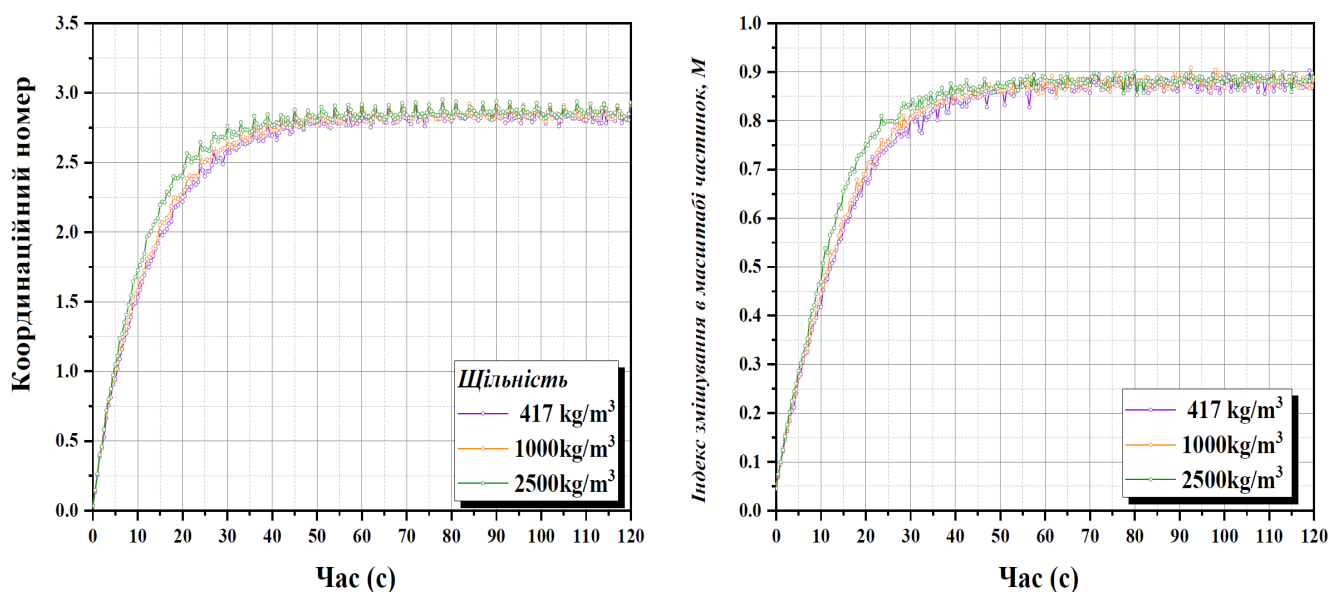 Координаційний номер
3.5
3.0
2.5
2.0
1.5
1.0
0.5
0.0
0 10 20 30 40 50 60 70 80 90 100 110 120
Час (с)
Щільність
417 kg/m³
1000kg/m³
2500kg/m³
Індекс зміцування в масштабі частинок, M
1.0
0.9
0.8
0.7
0.6
0.5
0.4
0.3
0.2
0.1
0.0
0 10 20 30 40 50 60 70 80 90 100 110 120
Час (с)
417 kg/m³
1000kg/m³
2500kg/m³